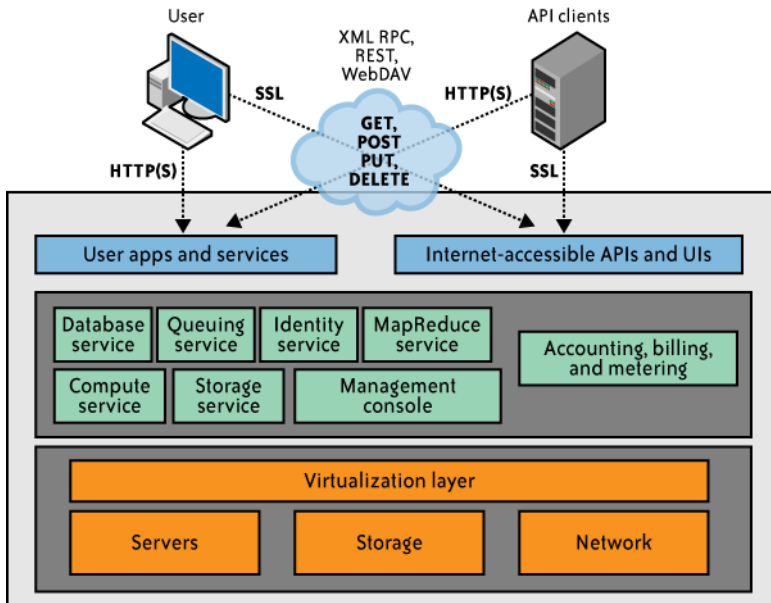 User
API clients
XML RPC,
REST,
WebDAV
SSL
HTTP(S)
GET,
POST
PUT,
DELETE
HTTP(S)
SSL
User apps and services
Internet-accessible APIs and UIs
Database
service
Queuing
service
Identity
service
MapReduce
service
Accounting, billing,
and metering
Compute
service
Storage
service
Management
console
Virtualization layer
Servers
Storage
Network